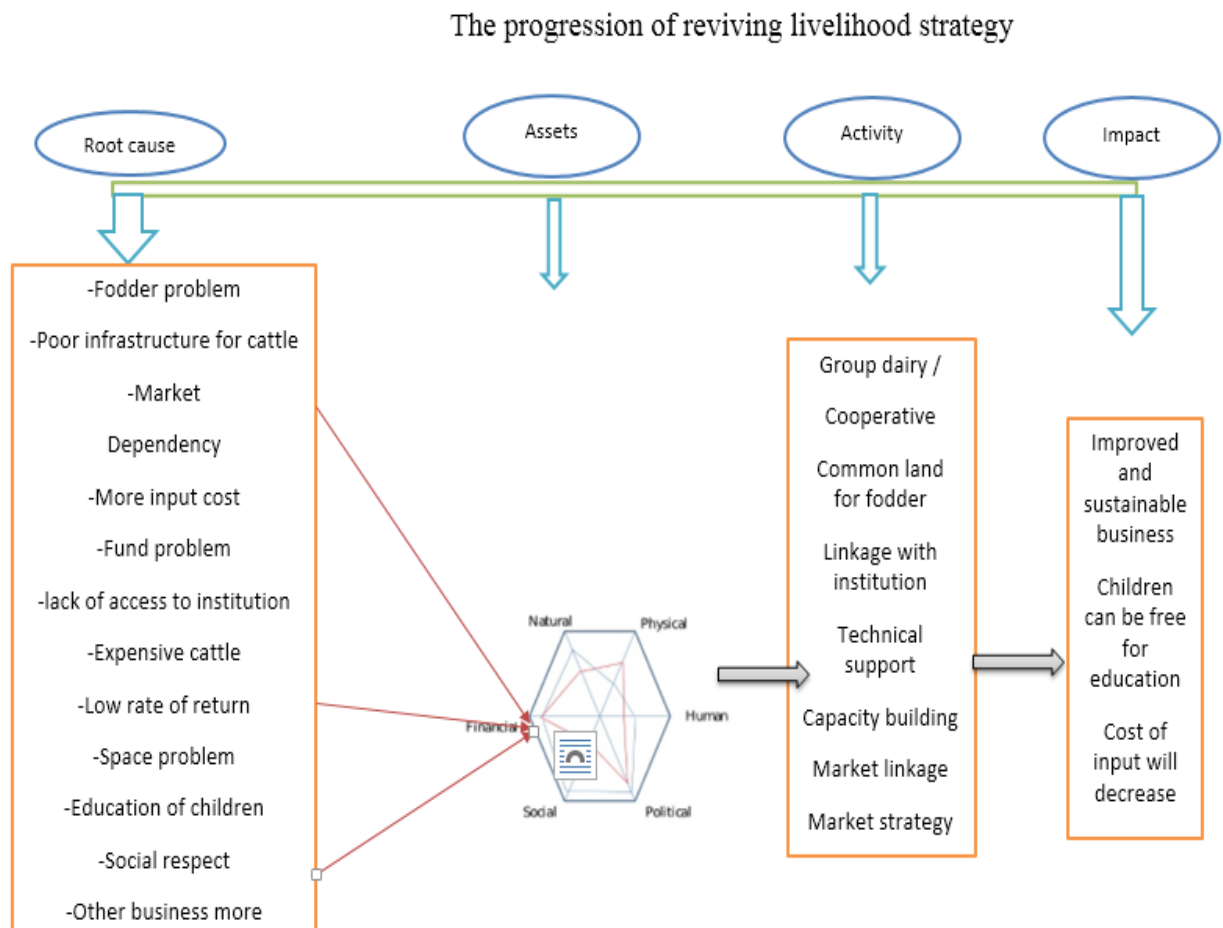 The progression of reviving livelihood strategy
Root cause
Assets
Activity
Impact
-Fodder problem
-Poor infrastructure for cattle
-Market
Dependency
-More input cost
-Fund problem
-lack of access to institution
-Expensive cattle
-Low rate of return
-Space problem
-Education of children
-Social respect
-Other business more
Natural
Physical
Financial
Human
Social
Political
Group dairy /
Cooperative
Common land
for fodder
Linkage with
institution
Technical
support
Capacity building
Market linkage
Market strategy
Improved
and
sustainable
business
Children
can be free
for
education
Cost of
input will
decrease